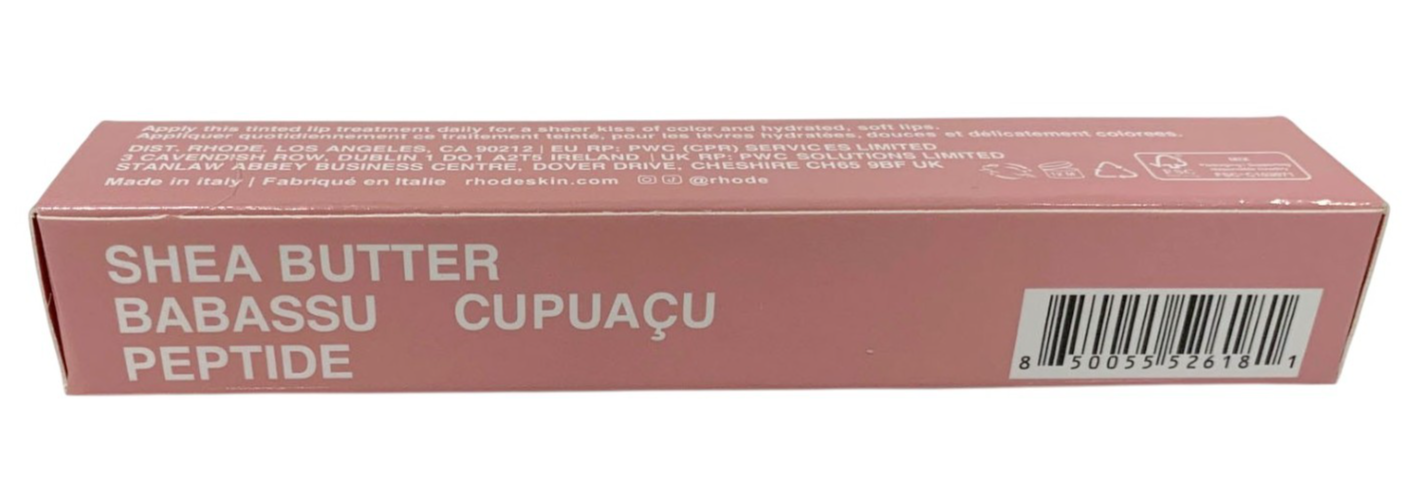 Apply this tinted lip treatment daily for a sheer kiss of color and hydrated, soft lips.
Appliquer quotidiennement ce traitement teinté, pour les lèvres hydratées, douces et délicatement colorées.
DIST. RHODE, LOS ANGELES, CA 90212 | EU RP: PWC (CPR) SERVICES LIMITED
3 CAVENDISH ROW, DUBLIN 1 DO1 A2T5 IRELAND | UK RP: PWC SOLUTIONS LIMITED
STANLAW ABBEY BUSINESS CENTRE, DOVER DRIVE, CHESHIRE CH65 9BF UK
Made in Italy | Fabriqué en Italie rhodeskin.com @rhode
12 M
FSC
MIX
SHEA BUTTER
BABASSU CUPUAÇU
PEPTIDE
8 50055 52618 1